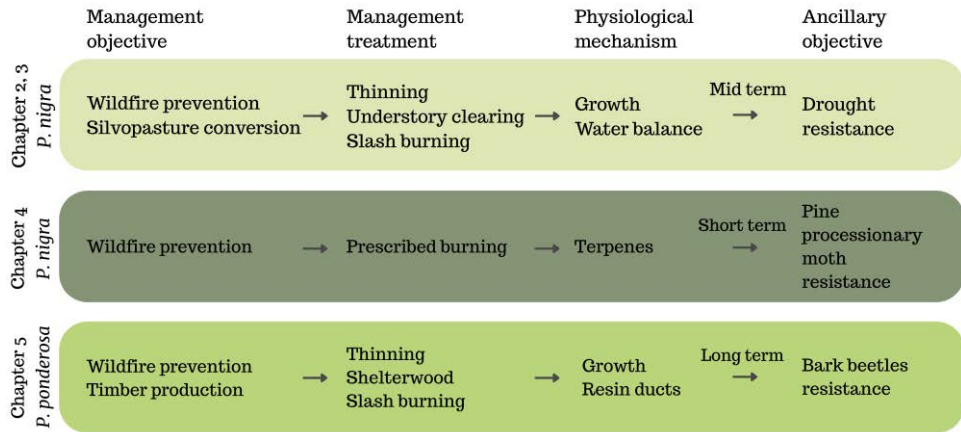 Management
objective
Management
treatment
Physiological
mechanism
Ancillary
objective
Chapter 2, 3
P. nigra
Wildfire prevention
Silvopasture conversion
Thinning
Understory clearing
Slash burning
Growth
Water balance
Mid term
Drought
resistance
Chapter 4
P. nigra
Wildfire prevention
Prescribed burning
Terpenes
Short term
Pine
processionary
moth
resistance
Chapter 5
P. ponderosa
Wildfire prevention
Timber production
Thinning
Shelterwood
Slash burning
Growth
Resin ducts
Long term
Bark beetles
resistance